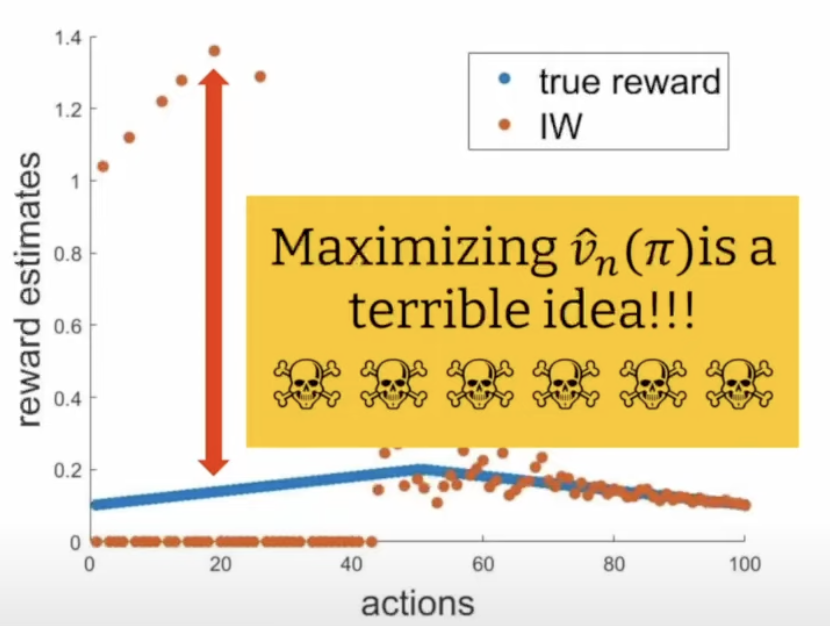 1.4
true reward
IW
1.2
1
0.8
0.6
0.4
0.2
0
reward estimates
Maximizing v̂ₙ(π)is a
terrible idea!!!
0 20 40 60 80 100
actions